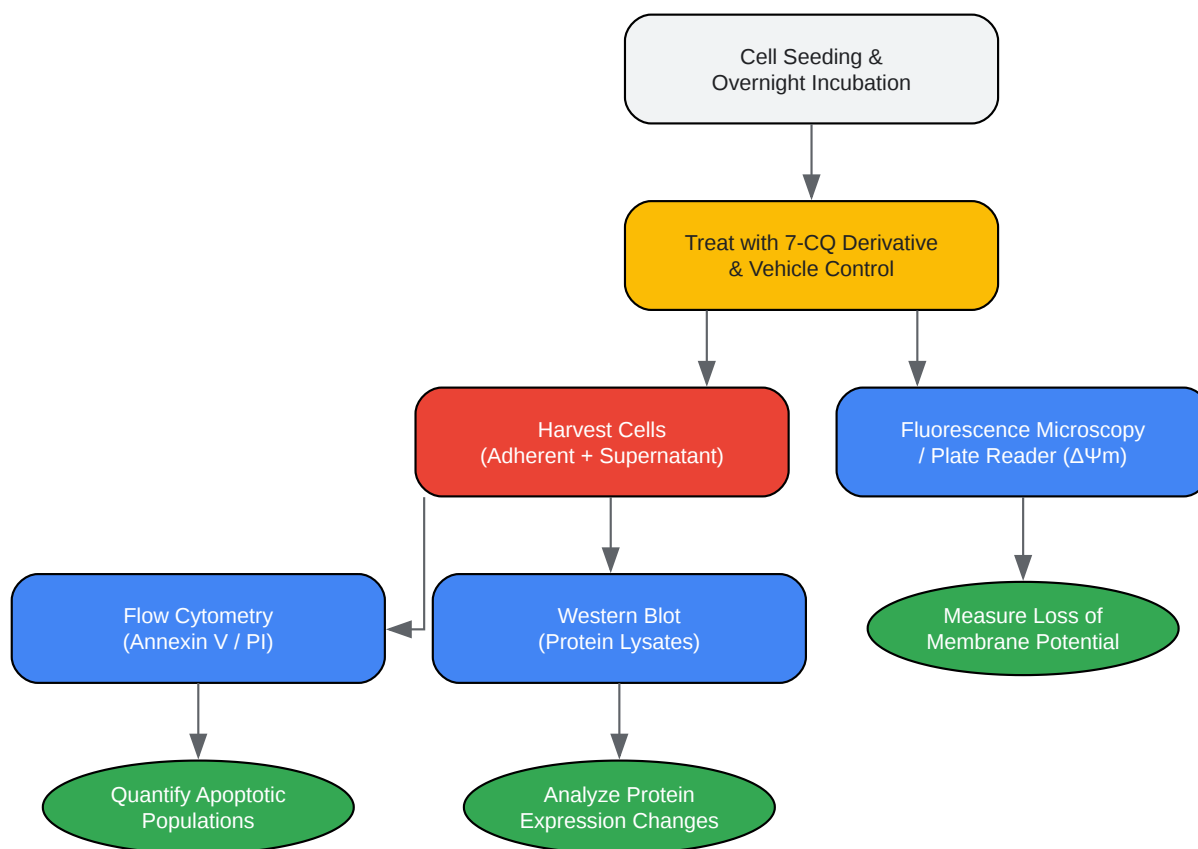 Cell Seeding &
Overnight Incubation
Treat with 7-CQ Derivative
& Vehicle Control
Harvest Cells
(Adherent + Supernatant)
Fluorescence Microscopy
/ Plate Reader (ΔΨm)
Flow Cytometry
(Annexin V / PI)
Western Blot
(Protein Lysates)
Measure Loss of
Membrane Potential
Quantify Apoptotic
Populations
Analyze Protein
Expression Changes